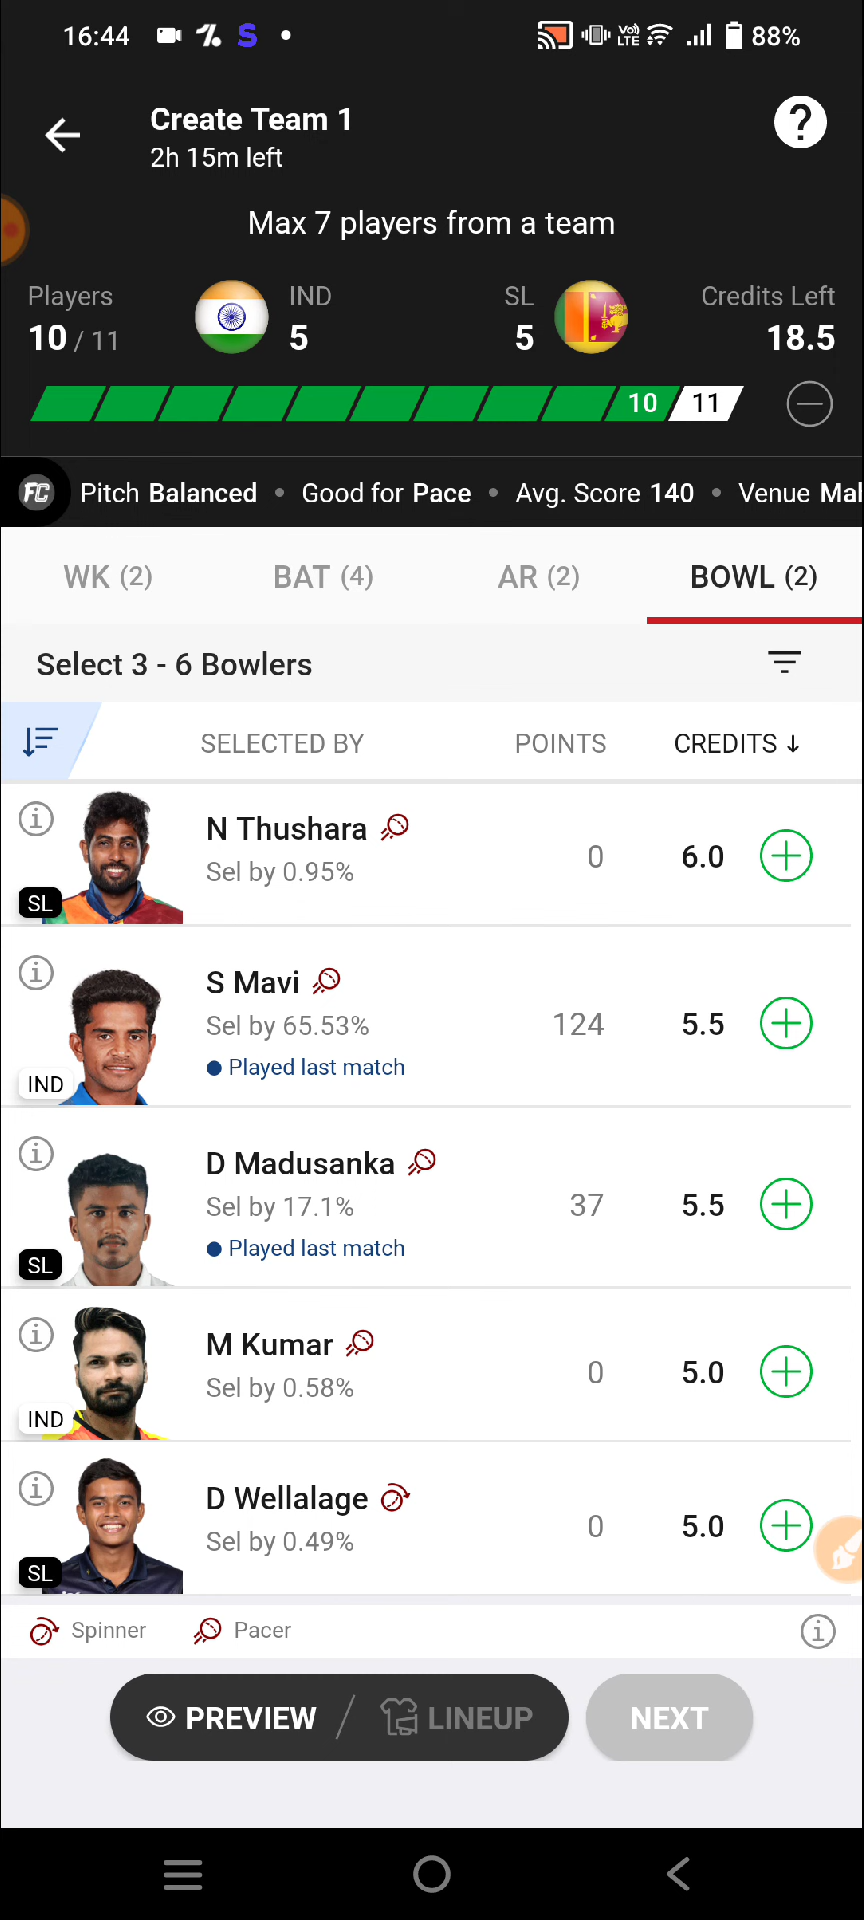 16:44 S VoD LTE 88%
Create Team 1
2h 15m left
?
Max 7 players from a team
Players IND SL Credits Left
10 / 11 5 5 18.5
10 11
FC Pitch Balanced • Good for Pace • Avg. Score 140 • Venue Mal
WK (2) BAT (4) AR (2) BOWL (2)
Select 3 - 6 Bowlers
SELECTED BY POINTS CREDITS ↓
N Thushara
Sel by 0.95% 0 6.0
SL
S Mavi
Sel by 65.53% 124 5.5
Played last match
IND
D Madusanka
Sel by 17.1% 37 5.5
Played last match
SL
M Kumar
Sel by 0.58% 0 5.0
IND
D Wellalage
Sel by 0.49% 0 5.0
SL
Spinner Pacer
PREVIEW / LINEUP NEXT